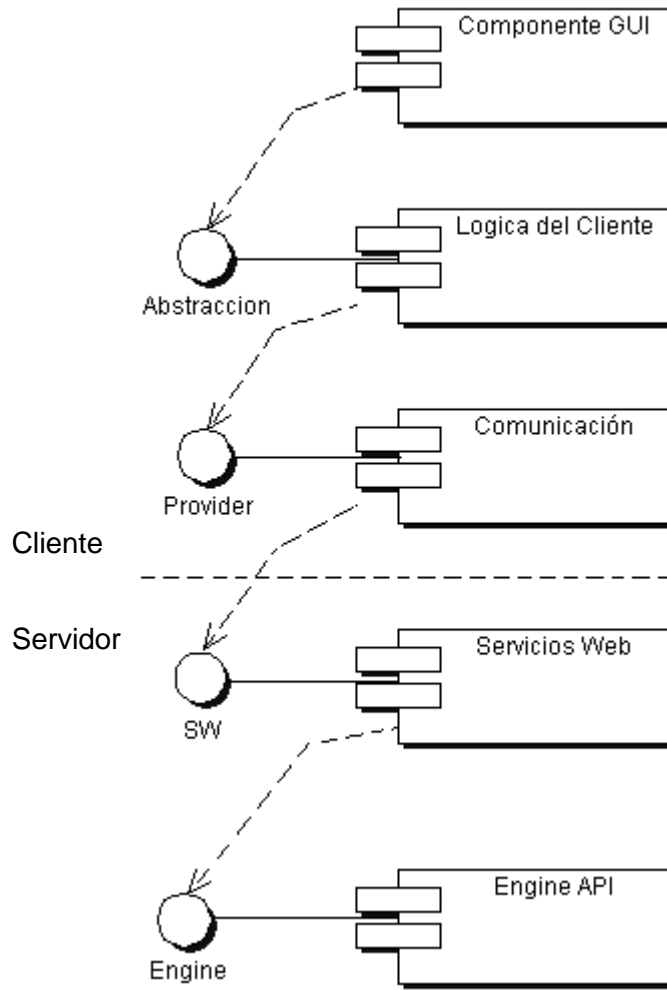 Componente GUI
Logica del Cliente
Abstraccion
Comunicación
Provider
Cliente
Servidor
Servicios Web
SW
Engine API
Engine